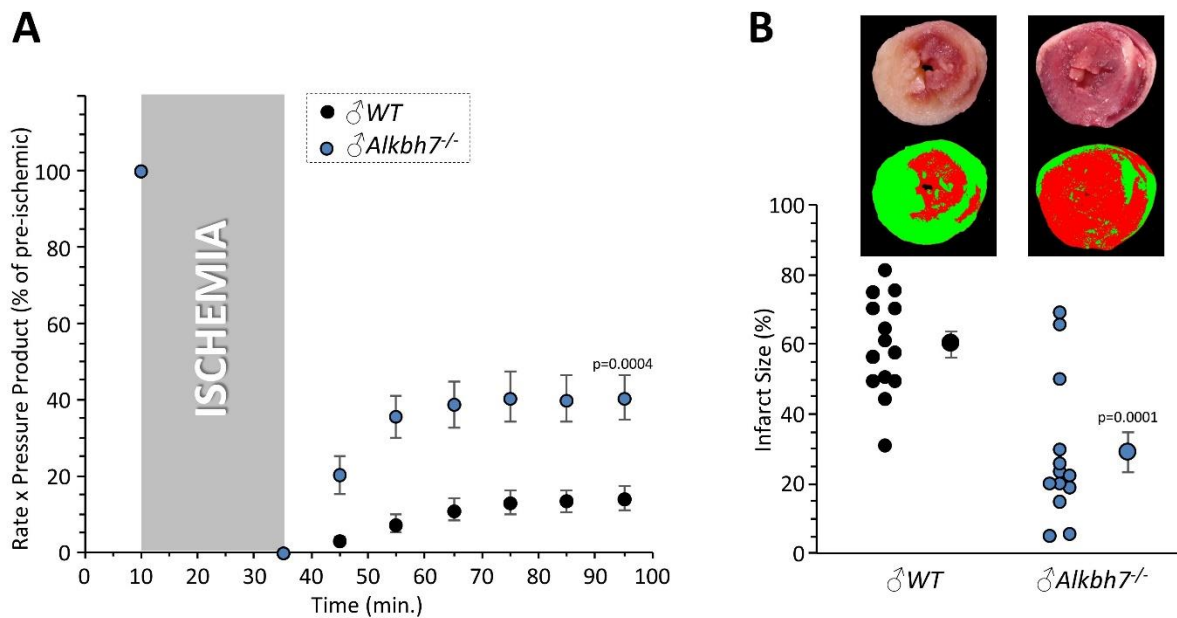 A
Rate x Pressure Product (% of pre-ischemic)
100
80
60
40
20
0
ISCHEMIA
♂WT
♂Alkbh7-/-
p=0.0004
0 10 20 30 40 50 60 70 80 90 100
Time (min.)
B
Infarct Size (%)
100
80
60
40
20
0
p=0.0001
♂WT ♂Alkbh7-/-